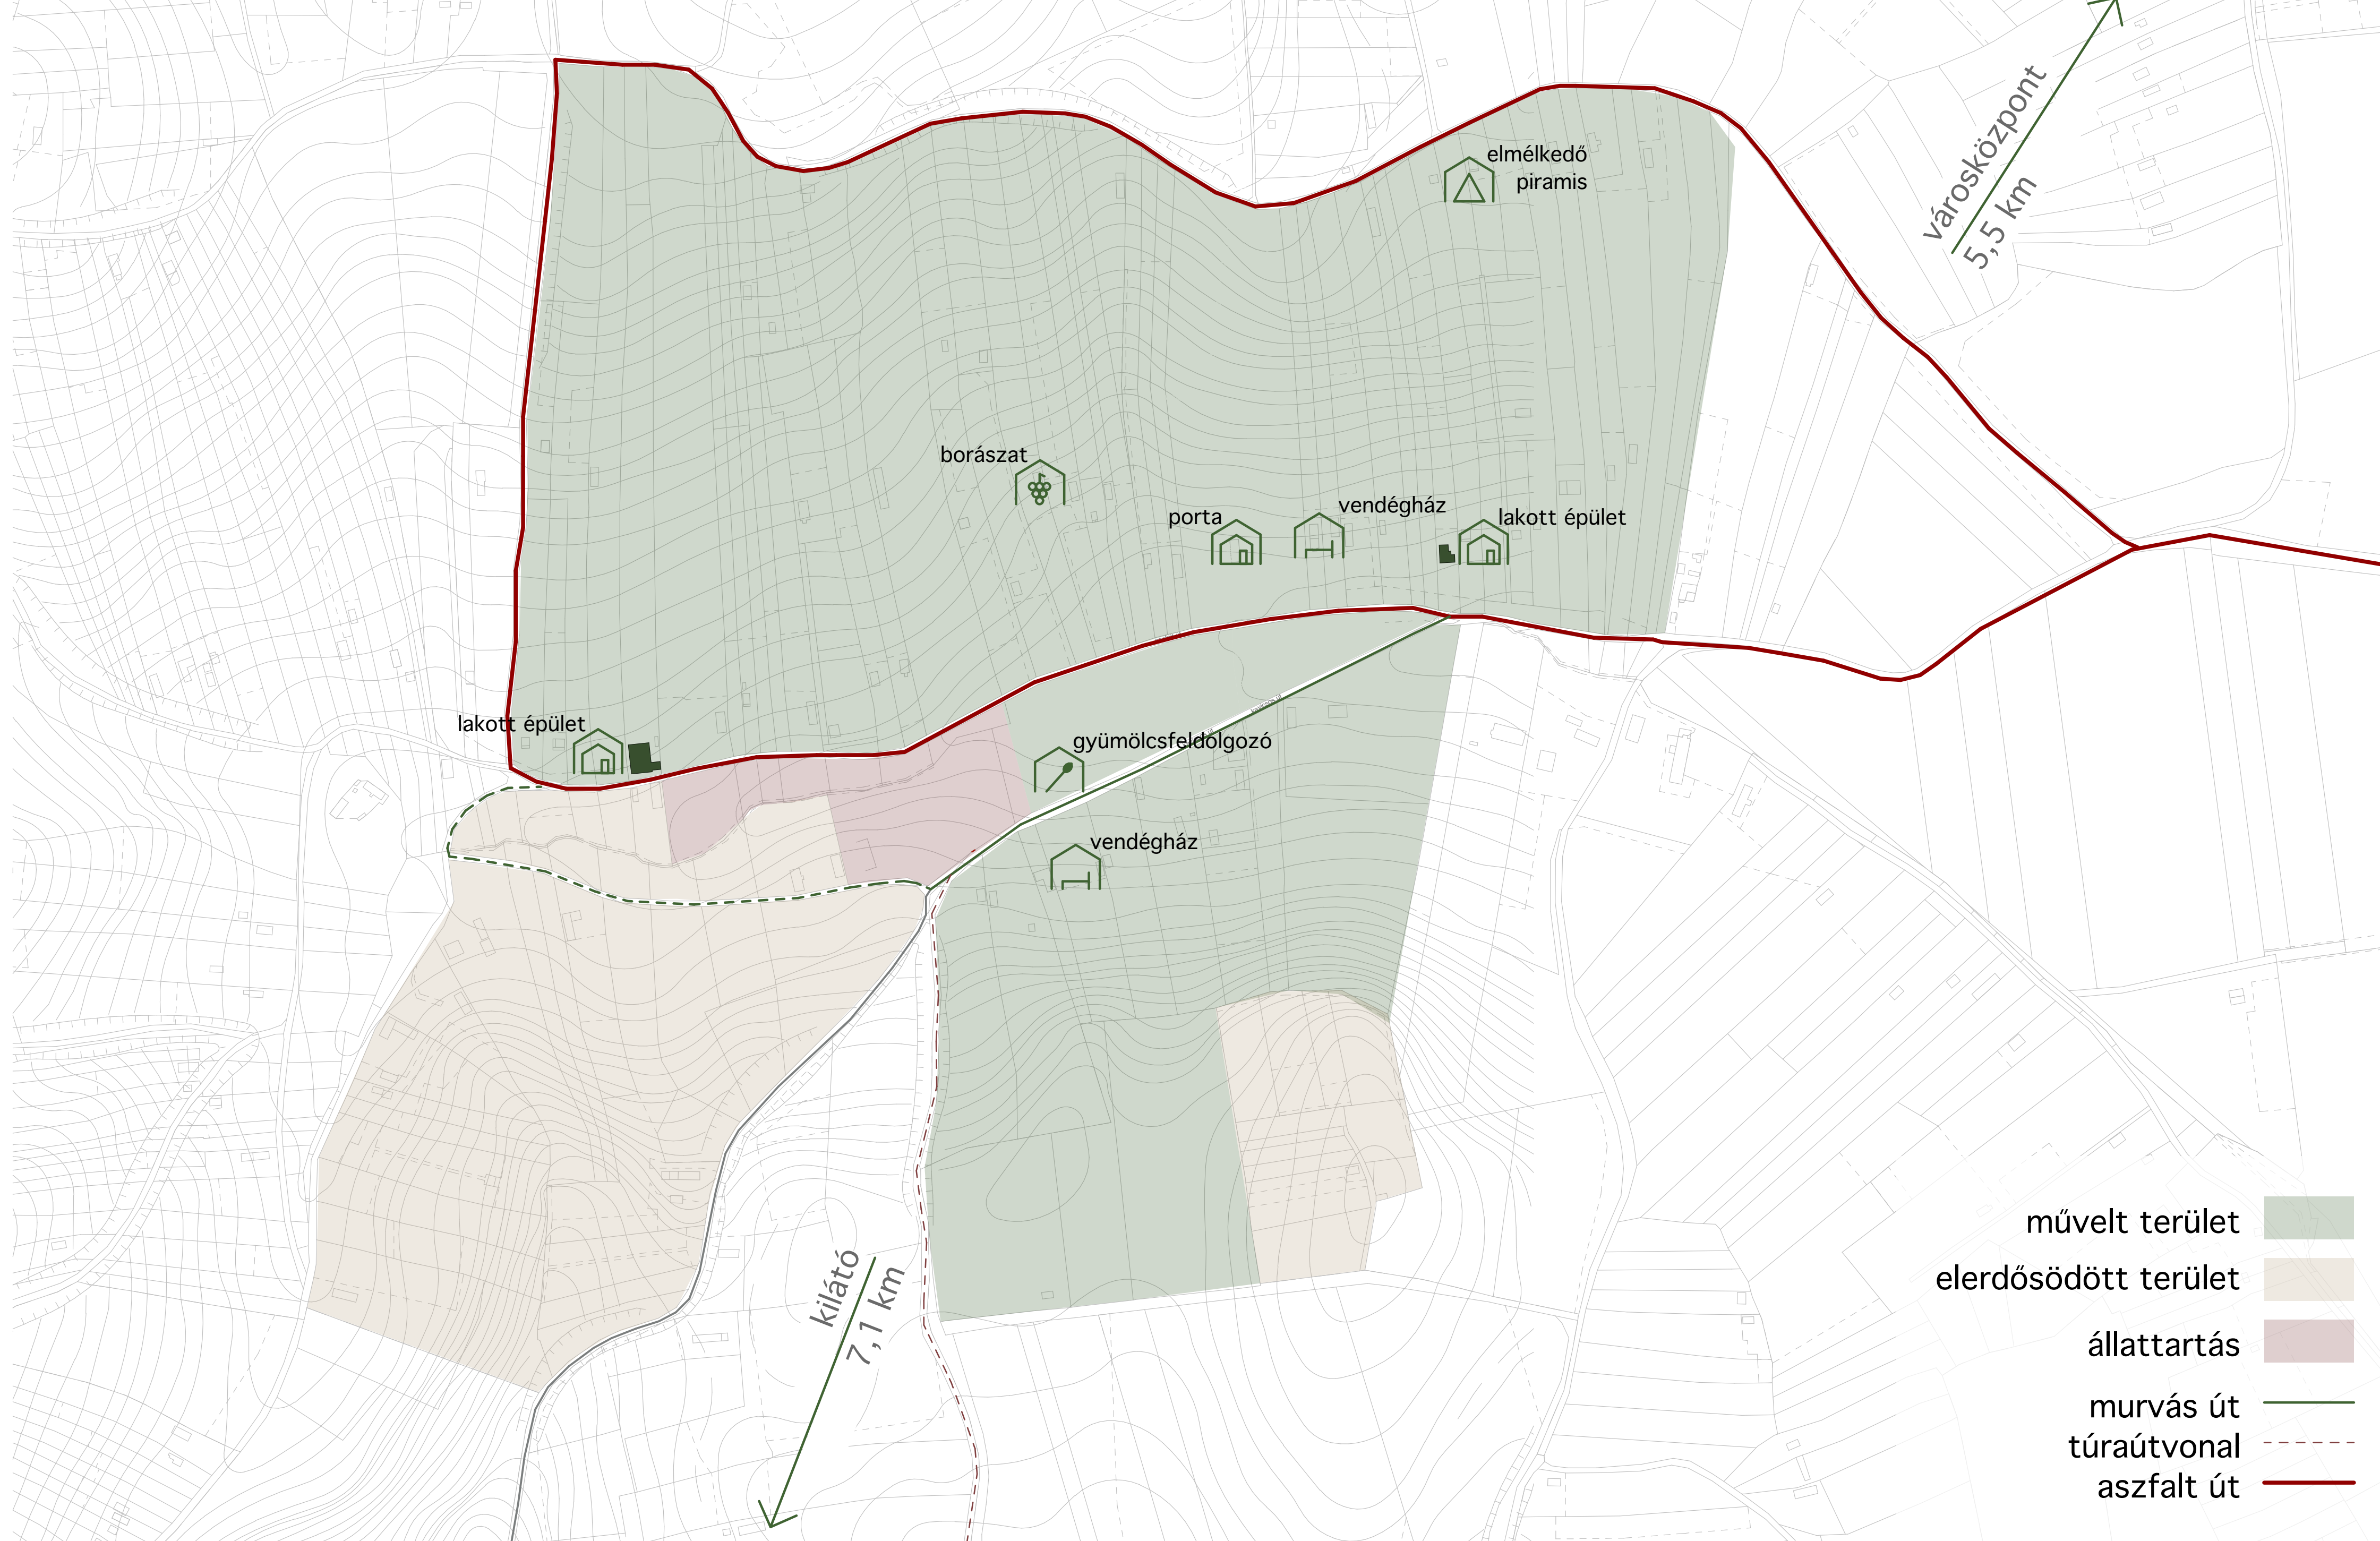 városközpont
5,5 km
elmélkedő
piramis
borászat
vendégház
porta
lakott épület
lakott épület
gyümölcsfeldolgozó
vendégház
kilátó
7,1 km
művelt terület
elerdősödött terület
állattartás
murvás út
túraútvonal
aszfalt út